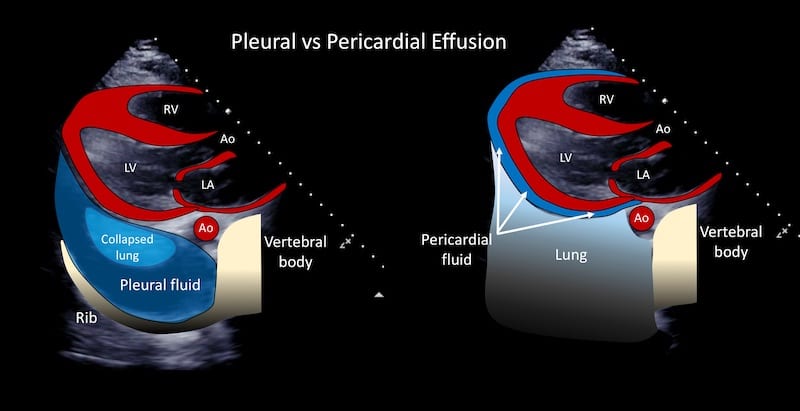 Pleural vs Pericardial Effusion
RV
Ao
LV
LA
Ao
Collapsed
lung
Pleural fluid
Vertebral
body
Rib
RV
Ao
LV
LA
Ao
Pericardial
fluid
Lung
Vertebral
body